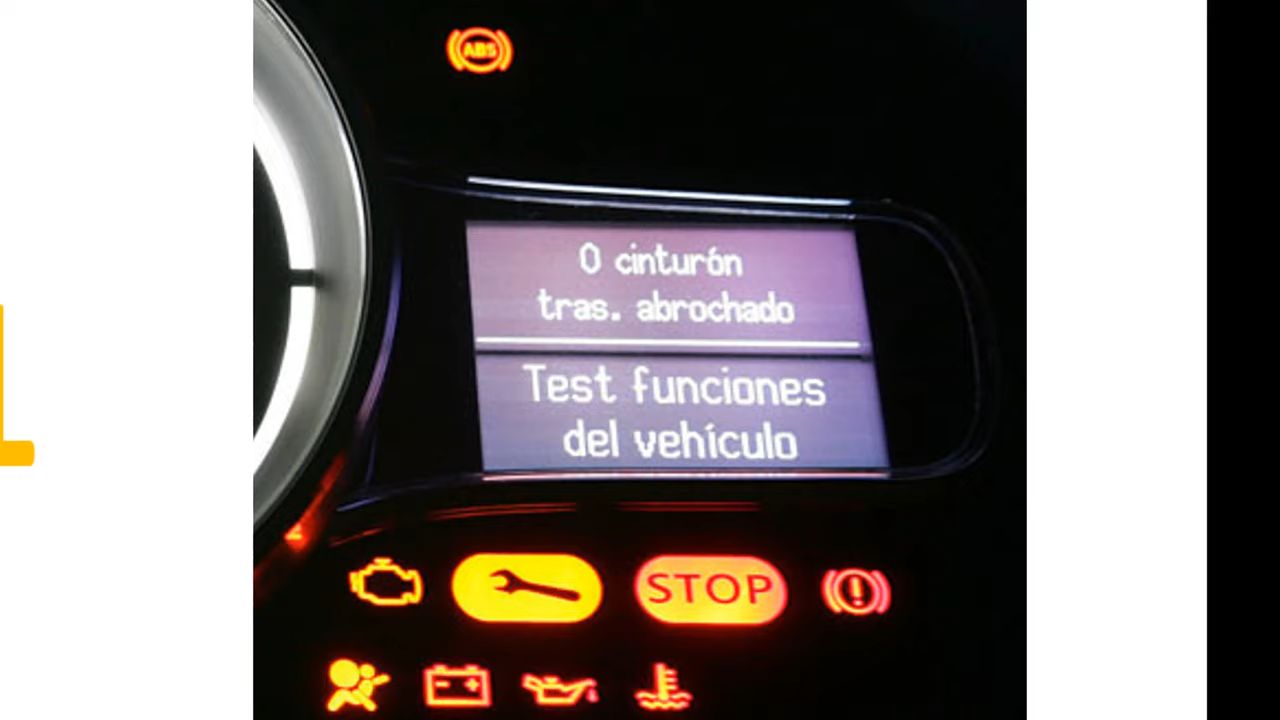 ABS
0 cinturón
tras. abrochado
Test funciones
del vehículo
STOP